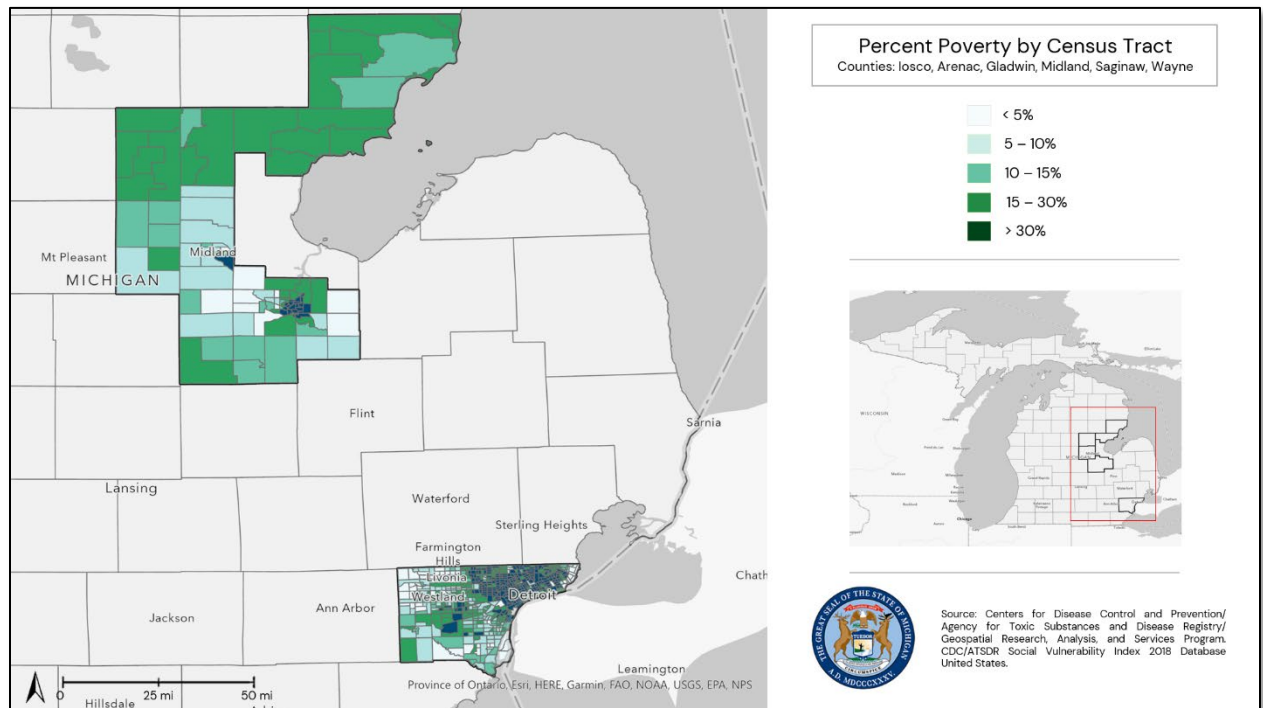 Percent Poverty by Census Tract
Counties: Iosco, Arenac, Gladwin, Midland, Saginaw, Wayne
< 5%
5 – 10%
10 – 15%
15 – 30%
> 30%
Mt Pleasant
Midland
MICHIGAN
Flint
Sarnia
Lansing
Waterford
Sterling Heights
Farmington
Hills
Livonia
Westland
Detroit
Chath
Ann Arbor
Jackson
Leamington
0 25 mi 50 mi
Hillsdale
Province of Ontario, Esri, HERE, Garmin, FAO, NOAA, USGS, EPA, NPS
WISCONSIN
MICHIGAN
Chicago
THE GREAT SEAL OF THE STATE OF MICHIGAN
TUEBOR
A.D. MDCCCXXXV.
Source: Centers for Disease Control and Prevention/
Agency for Toxic Substances and Disease Registry/
Geospatial Research, Analysis, and Services Program.
CDC/ATSDR Social Vulnerability Index 2018 Database
United States.